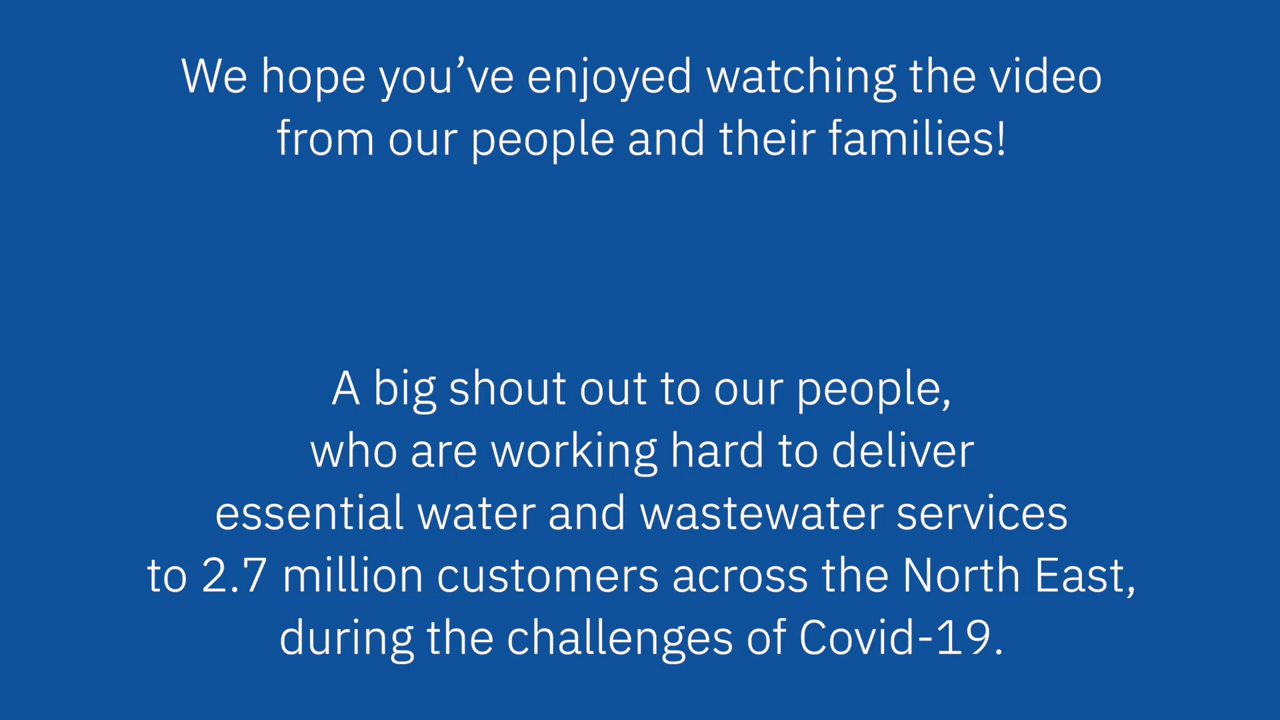 We hope you’ve enjoyed watching the video
from our people and their families!
A big shout out to our people,
who are working hard to deliver
essential water and wastewater services
to 2.7 million customers across the North East,
during the challenges of Covid-19.